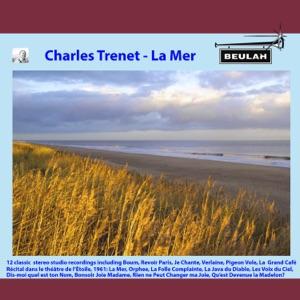 Charles Trenet - La Mer
BEULAH
12 classic stereo studio recordings including Boum, Revoir Paris, Je Chante, Verlaine, Pigeon Vole, La Grand Café
Récital dans le théâtre de l'Étoile, 1961: La Mer, Orphee, La Folle Complainte, La Java du Diable, Les Voix du Ciel,
Dis-moi quel est ton Nom, Bonsoir Joie Madame, Rien ne Peut Changer ma Joie, Qu'est Devenue la Madelon?